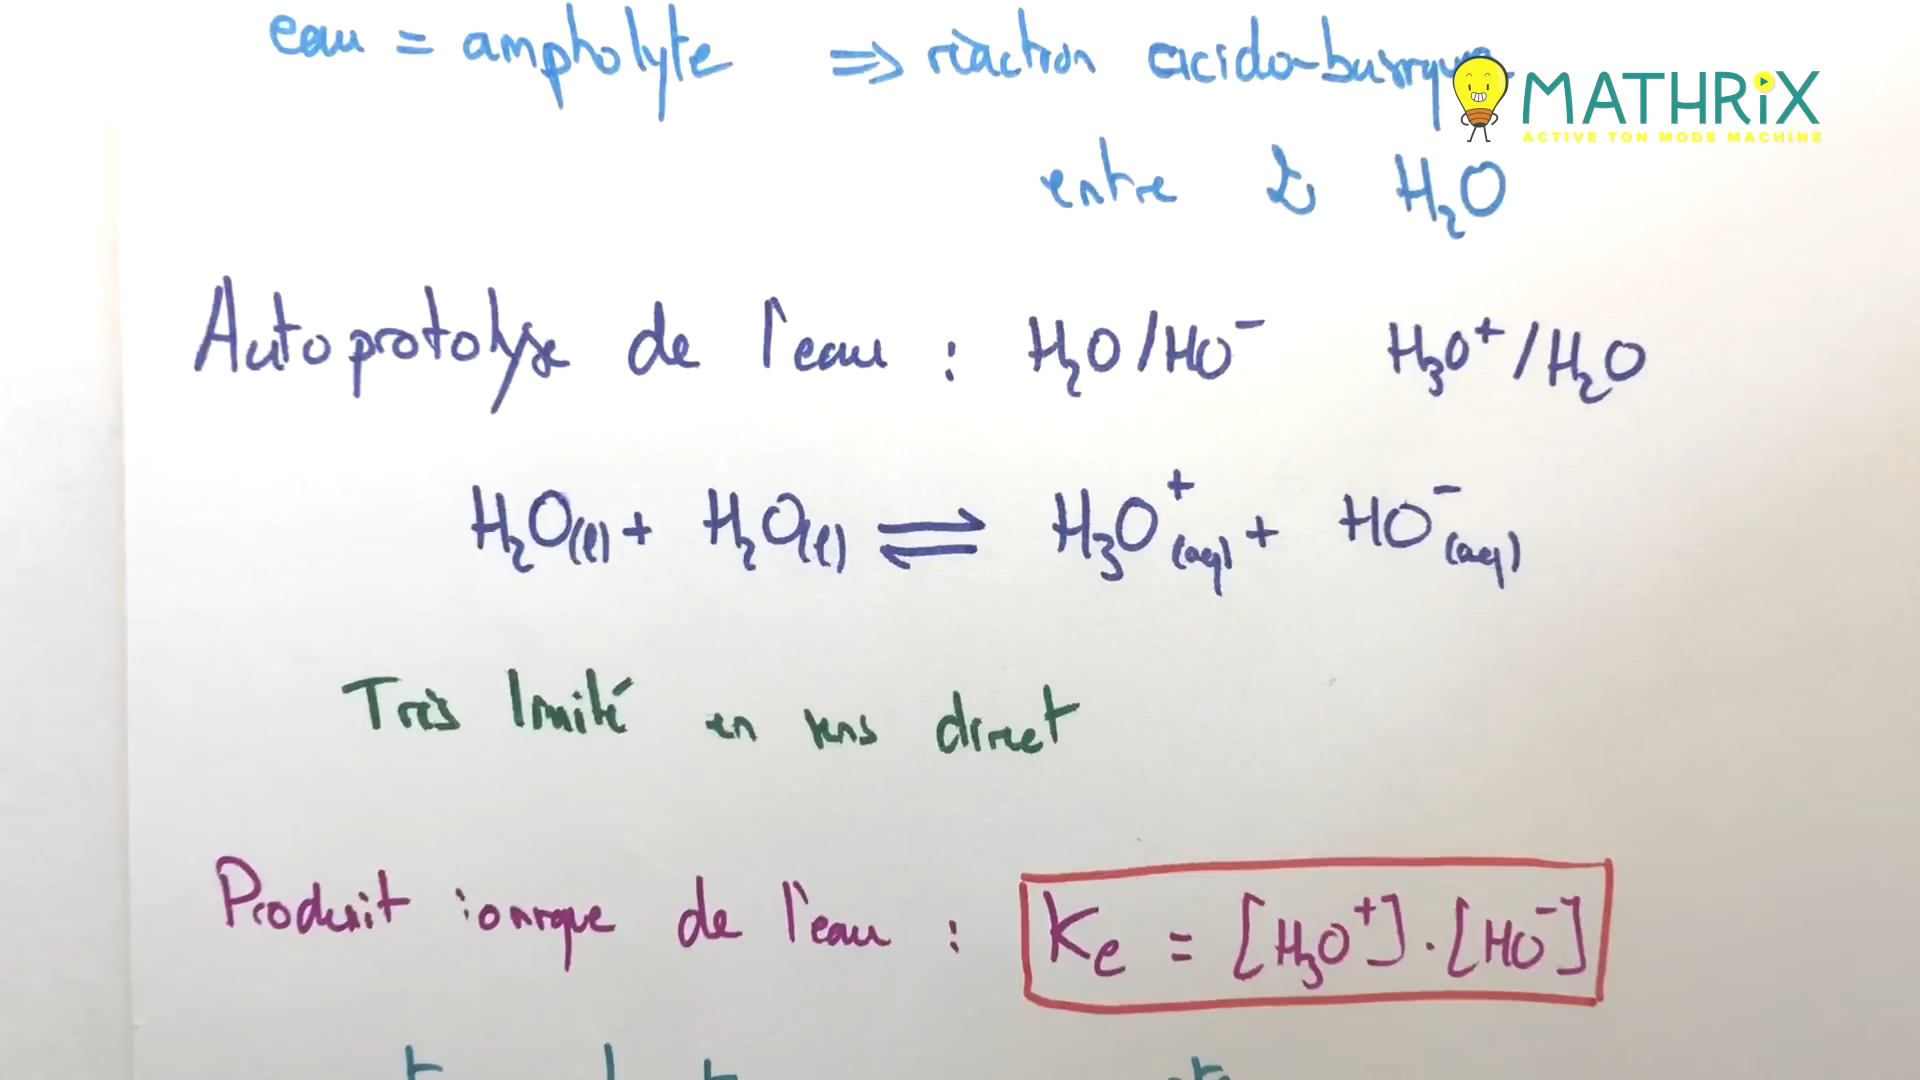 eau = ampholyte ⇒ réaction acido-basique
MATHRiX
ACTIVE TON MODE MACHINE
entre 2 H₂O
Autoprotolyse de l'eau : H₂O/HO⁻ H₃O⁺/H₂O
H₂O(l) + H₂O(l) ⇌ H₃O⁺(aq) + HO⁻(aq)
Très limité en sens direct
Produit ionique de l'eau : Ke = [H₃O⁺].[HO⁻]